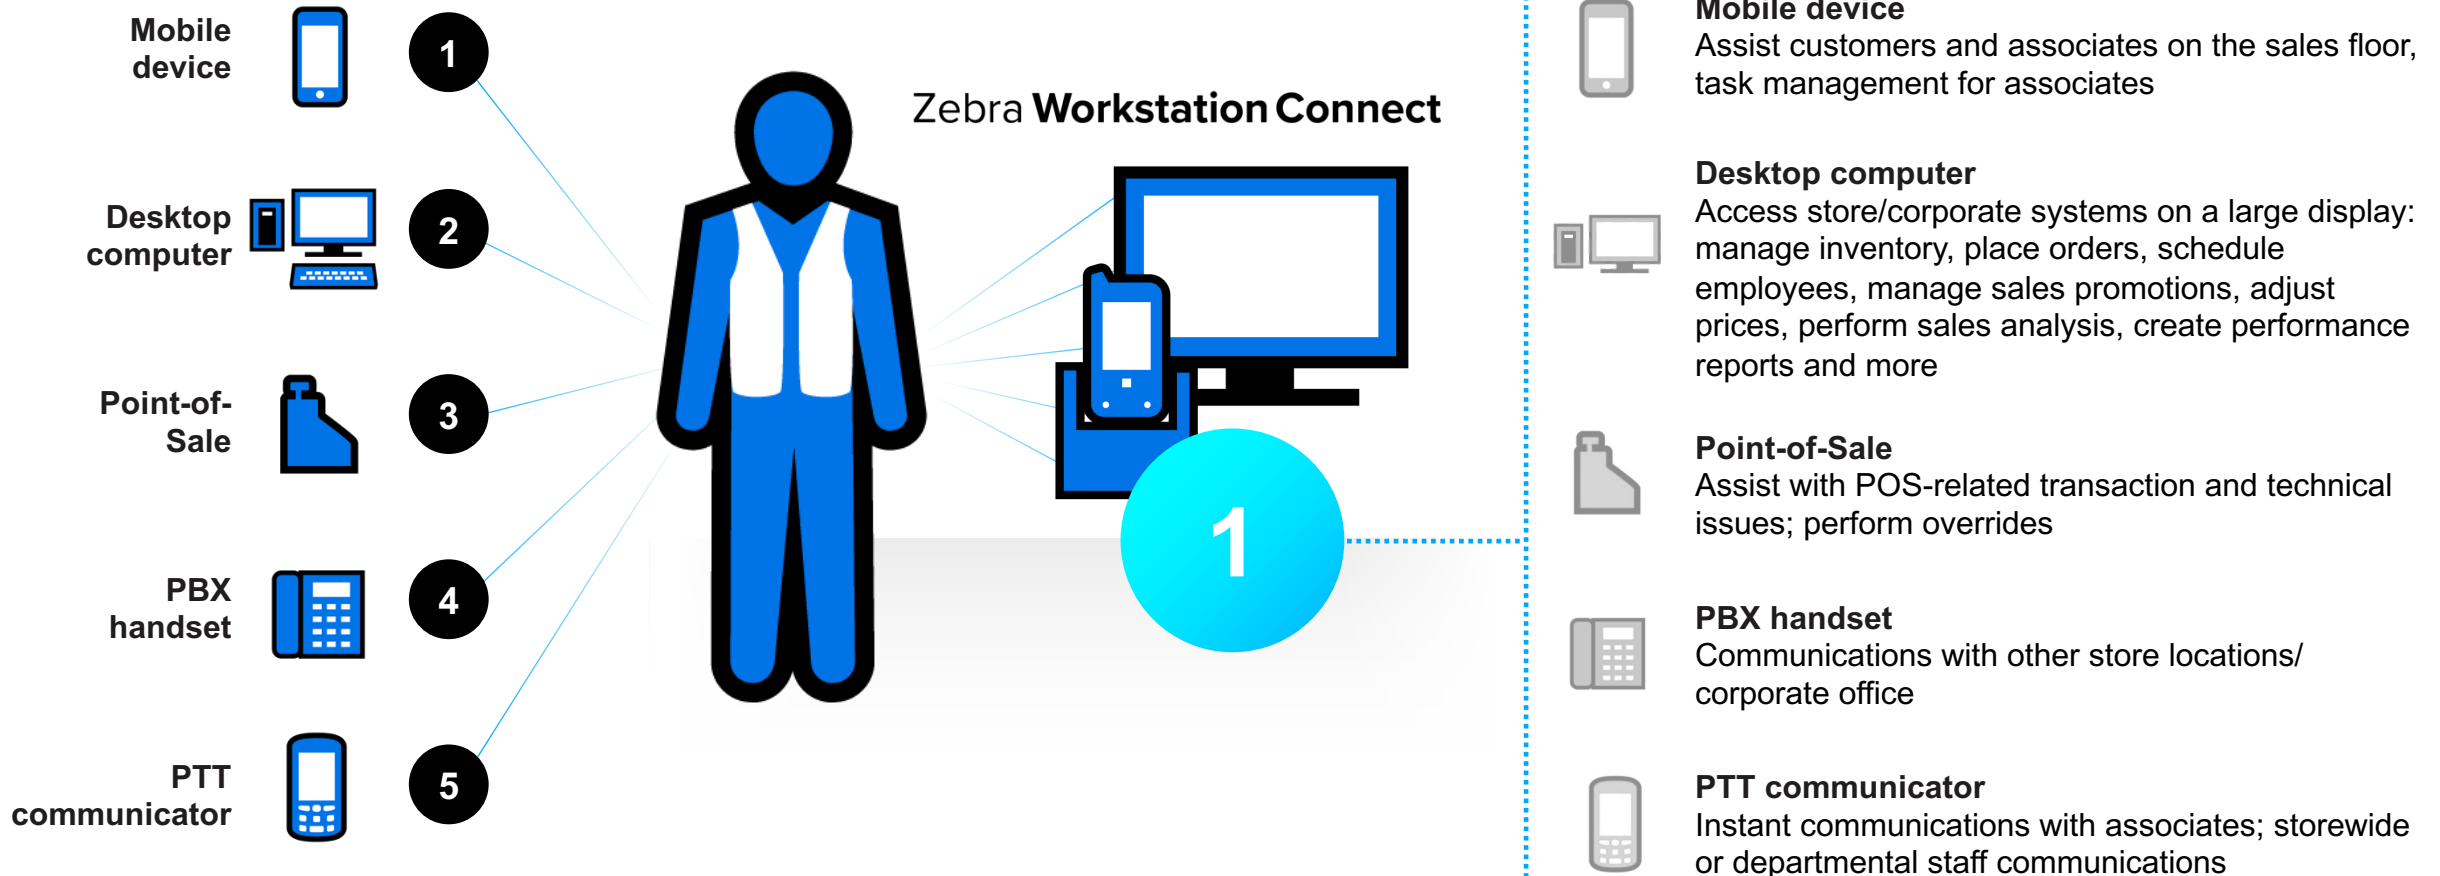 Mobile
device
1
Desktop
computer
2
Point-of-
Sale
3
PBX
handset
4
PTT
communicator
5
Zebra Workstation Connect
1
Mobile device
Assist customers and associates on the sales floor,
task management for associates
Desktop computer
Access store/corporate systems on a large display:
manage inventory, place orders, schedule
employees, manage sales promotions, adjust
prices, perform sales analysis, create performance
reports and more
Point-of-Sale
Assist with POS-related transaction and technical
issues; perform overrides
PBX handset
Communications with other store locations/
corporate office
PTT communicator
Instant communications with associates; storewide
or departmental staff communications